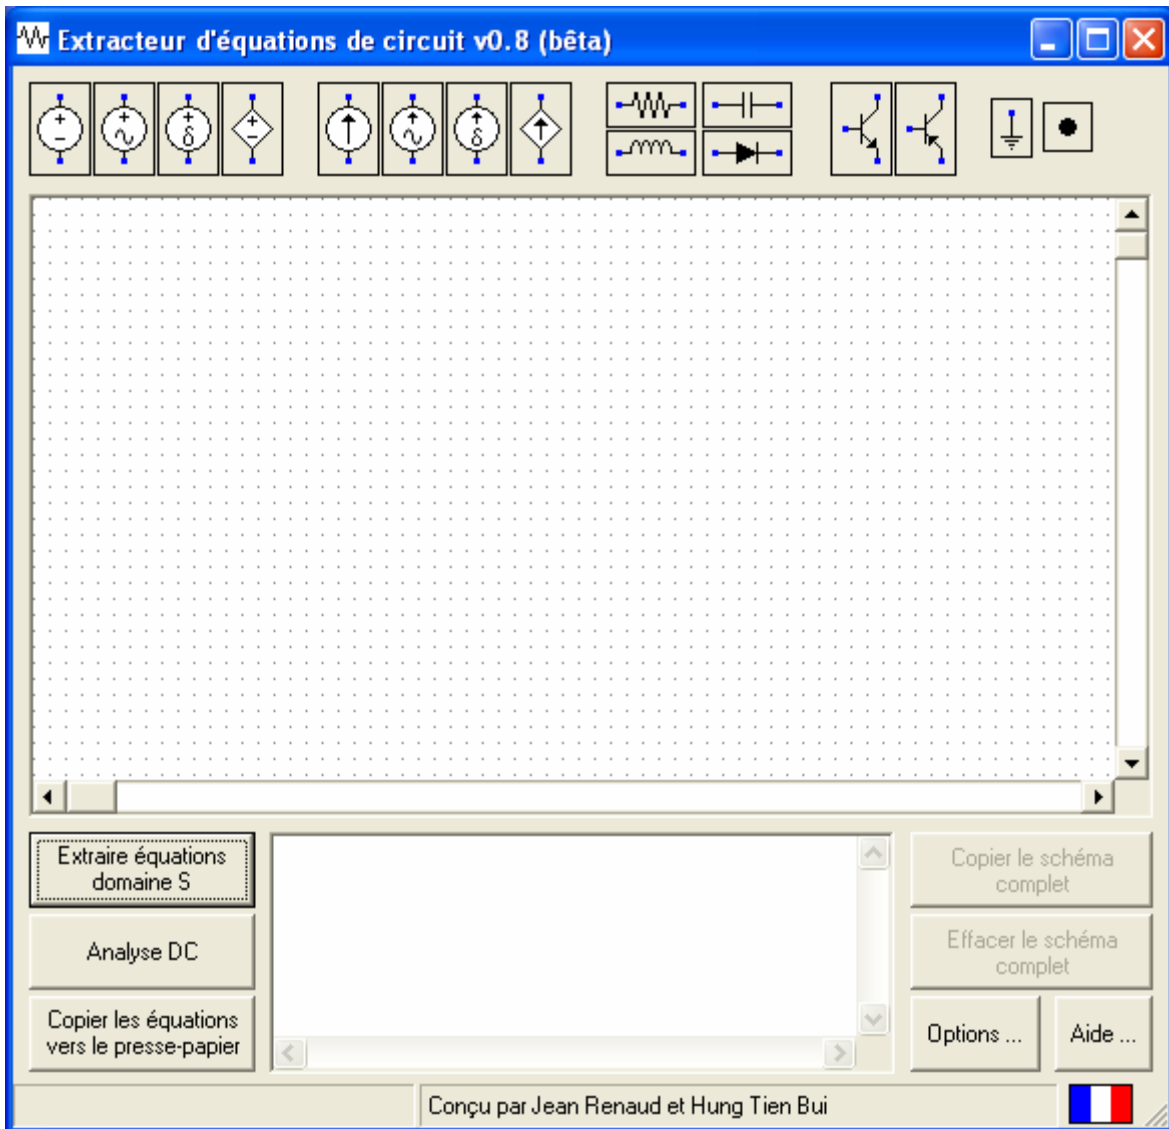 Extracteur d'équations de circuit v0.8 (bêta)
Extraire équations
domaine S
Analyse DC
Copier les équations
vers le presse-papier
Copier le schéma
complet
Effacer le schéma
complet
Options ...
Aide ...
Conçu par Jean Renaud et Hung Tien Bui